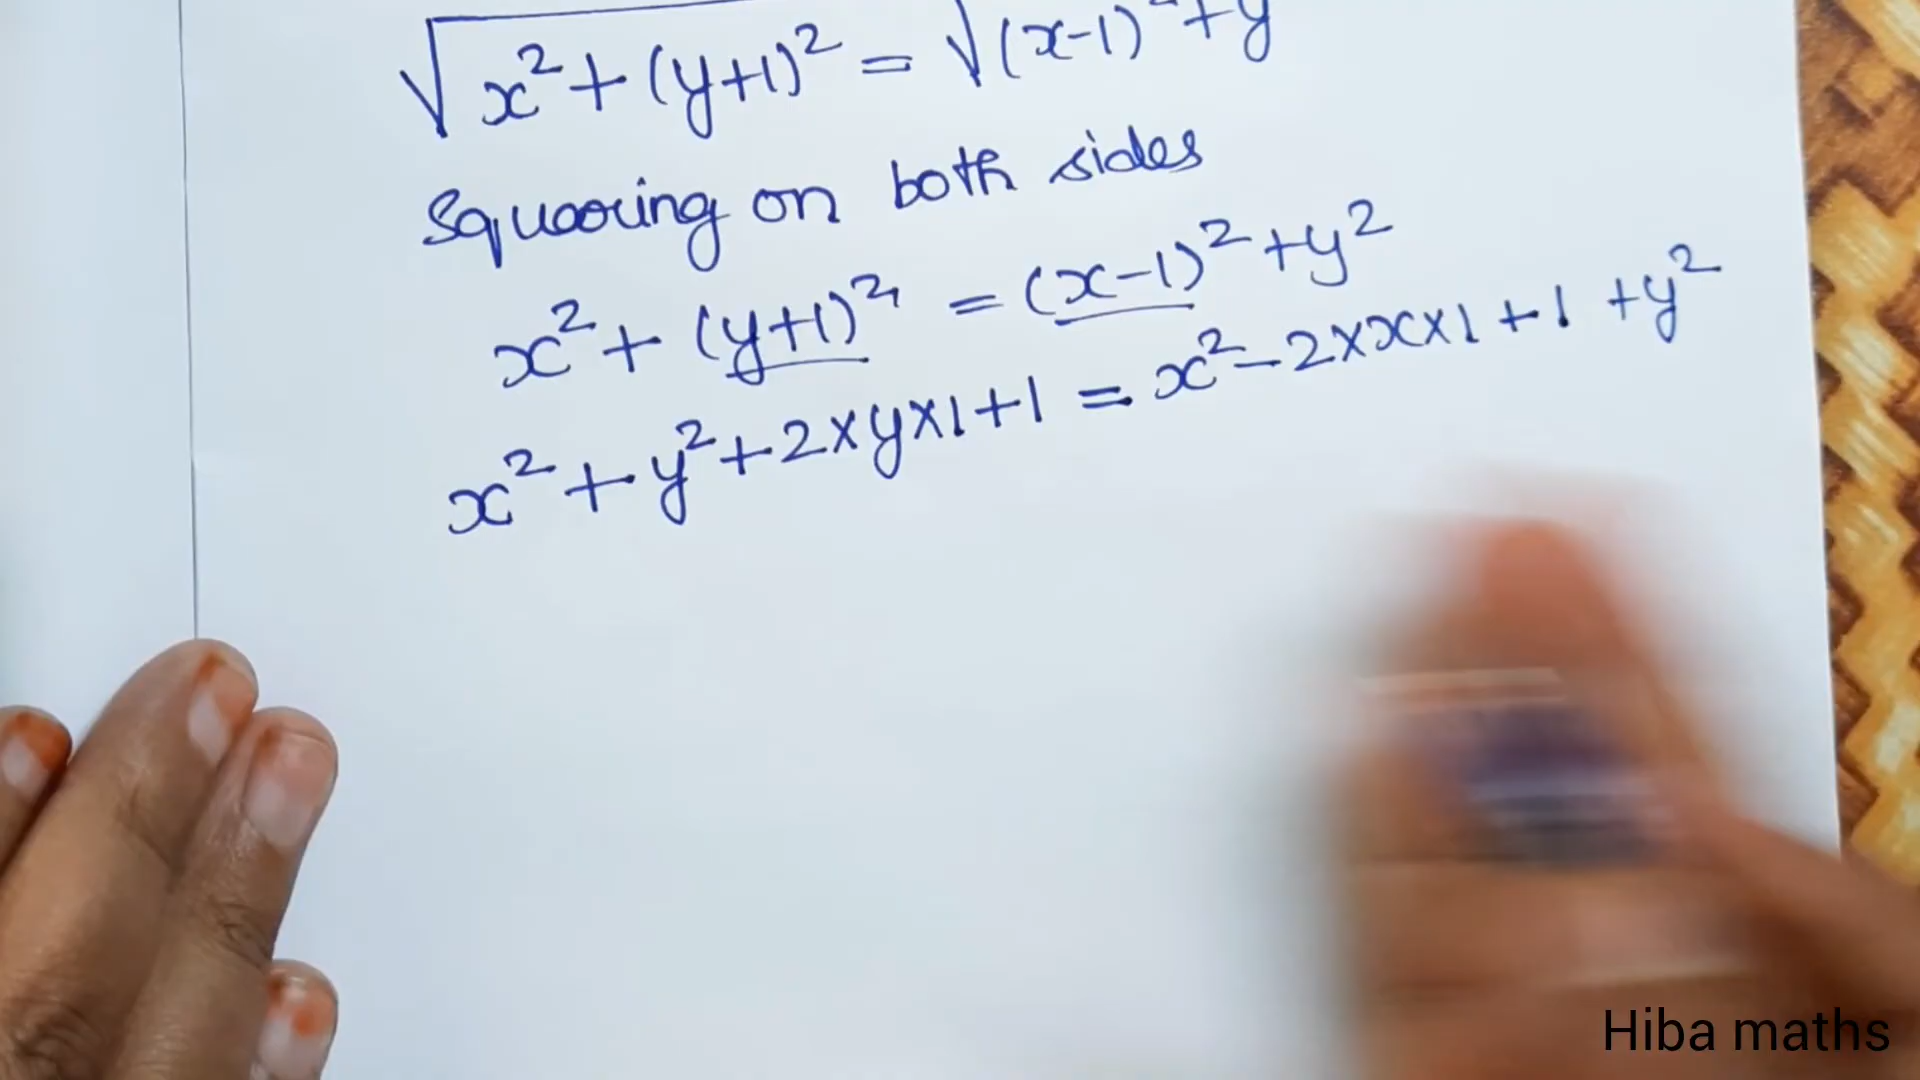 √x²+(y+1)² = √(x-1)²+y
Squaring on both sides
x²+(y+1)² = (x-1)²+y²
x²+y²+2×y×1+1 = x²-2×x×1+1+y²
Hiba maths